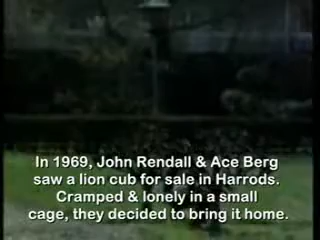 In 1969, John Rendall & Ace Berg
saw a lion cub for sale in Harrods.
Cramped & lonely in a small
cage, they decided to bring it home.